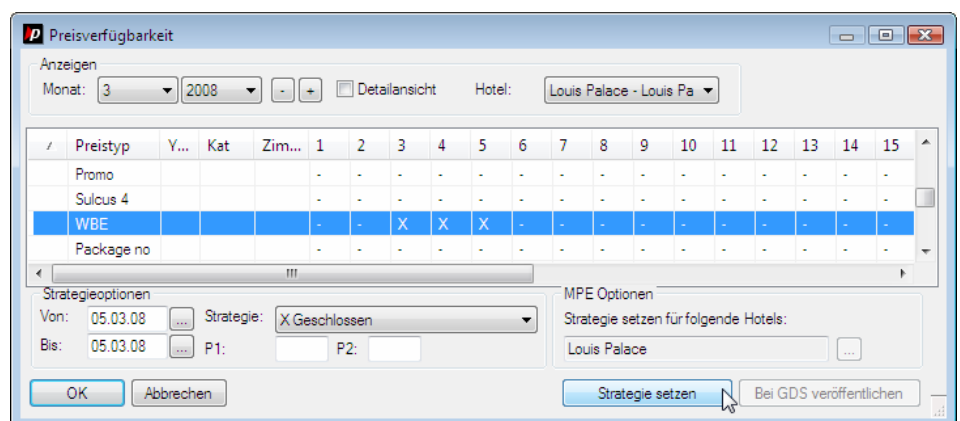 Preisverfügbarkeit
Anzeigen
Monat: 3 2008 - + Detailansicht Hotel: Louis Palace - Louis Pa
/ Preistyp Y... Kat Zim... 1 2 3 4 5 6 7 8 9 10 11 12 13 14 15
Promo - - - - - - - - - - - - - - -
Sulcus 4 - - - - - - - - - - - - - - -
WBE - - X X X - - - - - - - - - -
Package no - - - - - - - - - - - - - - -
Strategieoptionen MPE Optionen
Von: 05.03.08 ... Strategie: X Geschlossen Strategie setzen für folgende Hotels:
Bis: 05.03.08 ... P1: P2: Louis Palace ...
OK Abbrechen Strategie setzen Bei GDS veröffentlichen